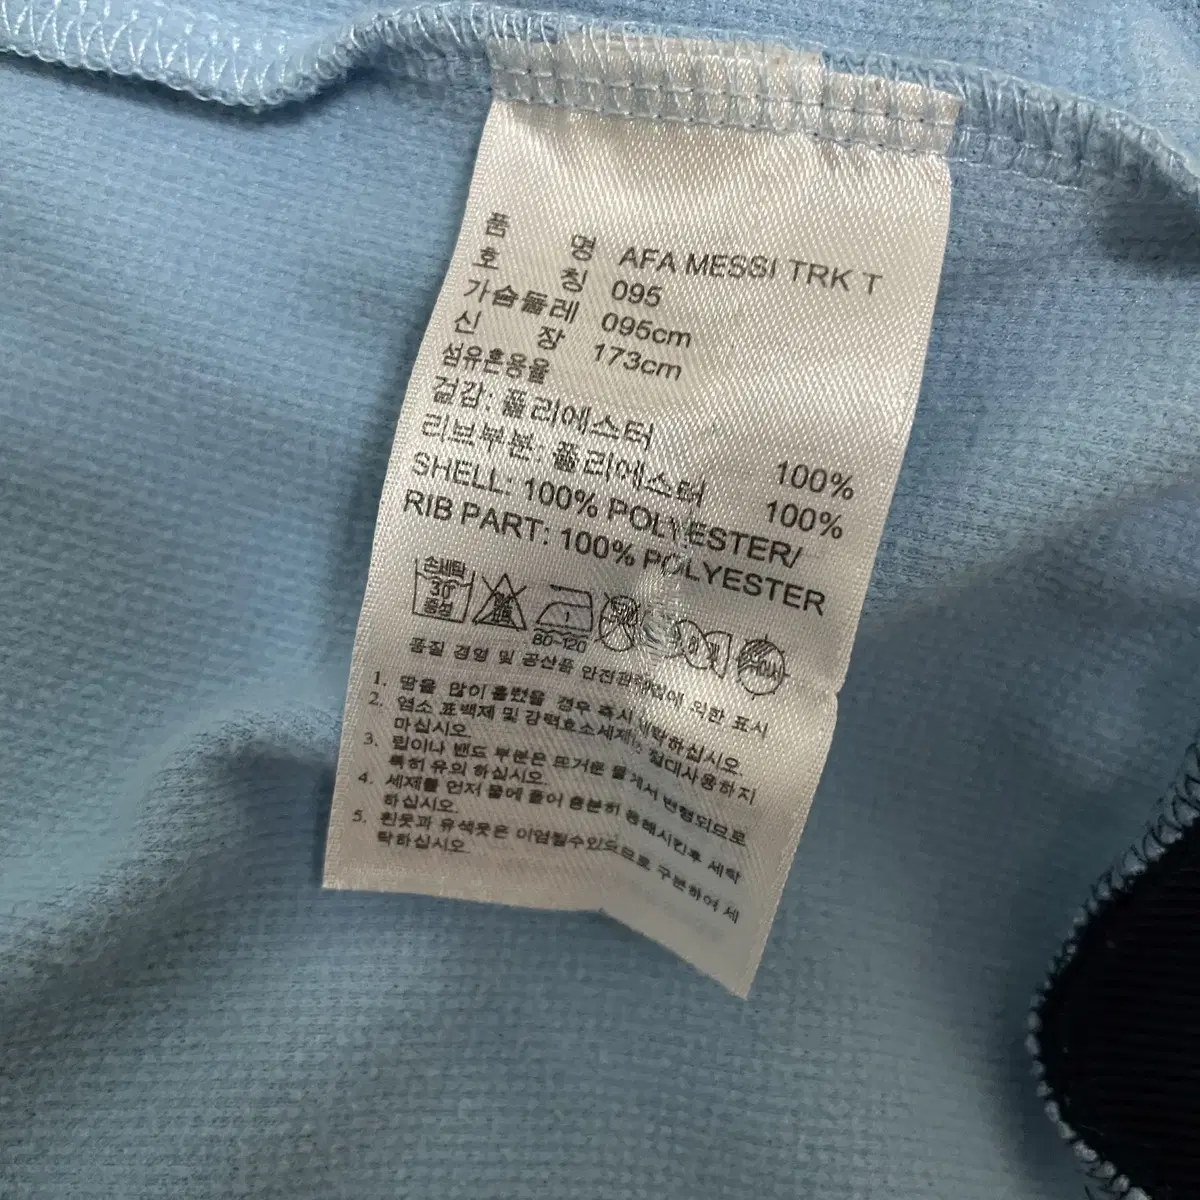 품 명 AFA MESSI TRK T
호 칭 095
가슴둘레 095cm
신 장 173cm
섬유혼용율
겉감: 폴리에스터 100%
리브부분: 폴리에스터 100%
SHELL: 100% POLYESTER/
RIB PART: 100% POLYESTER
손세탁
30°
중성
1
80~120
품질 경영 및 공산품 안전관리법에 의한 표시
1. 땀을 많이 흘렸을 경우 즉시 세탁하십시오.
2. 염소 표백제 및 강력효소세제는 절대사용하지
마십시오.
3. 립이나 밴드 부분은 뜨거운 물에서 변형되므로
특히 유의 하십시오.
4. 세제를 먼저 물에 풀어 충분히 용해시킨후 세탁
하십시오.
5. 흰옷과 유색옷은 이염될수있으므로 구분하여 세
탁하십시오.